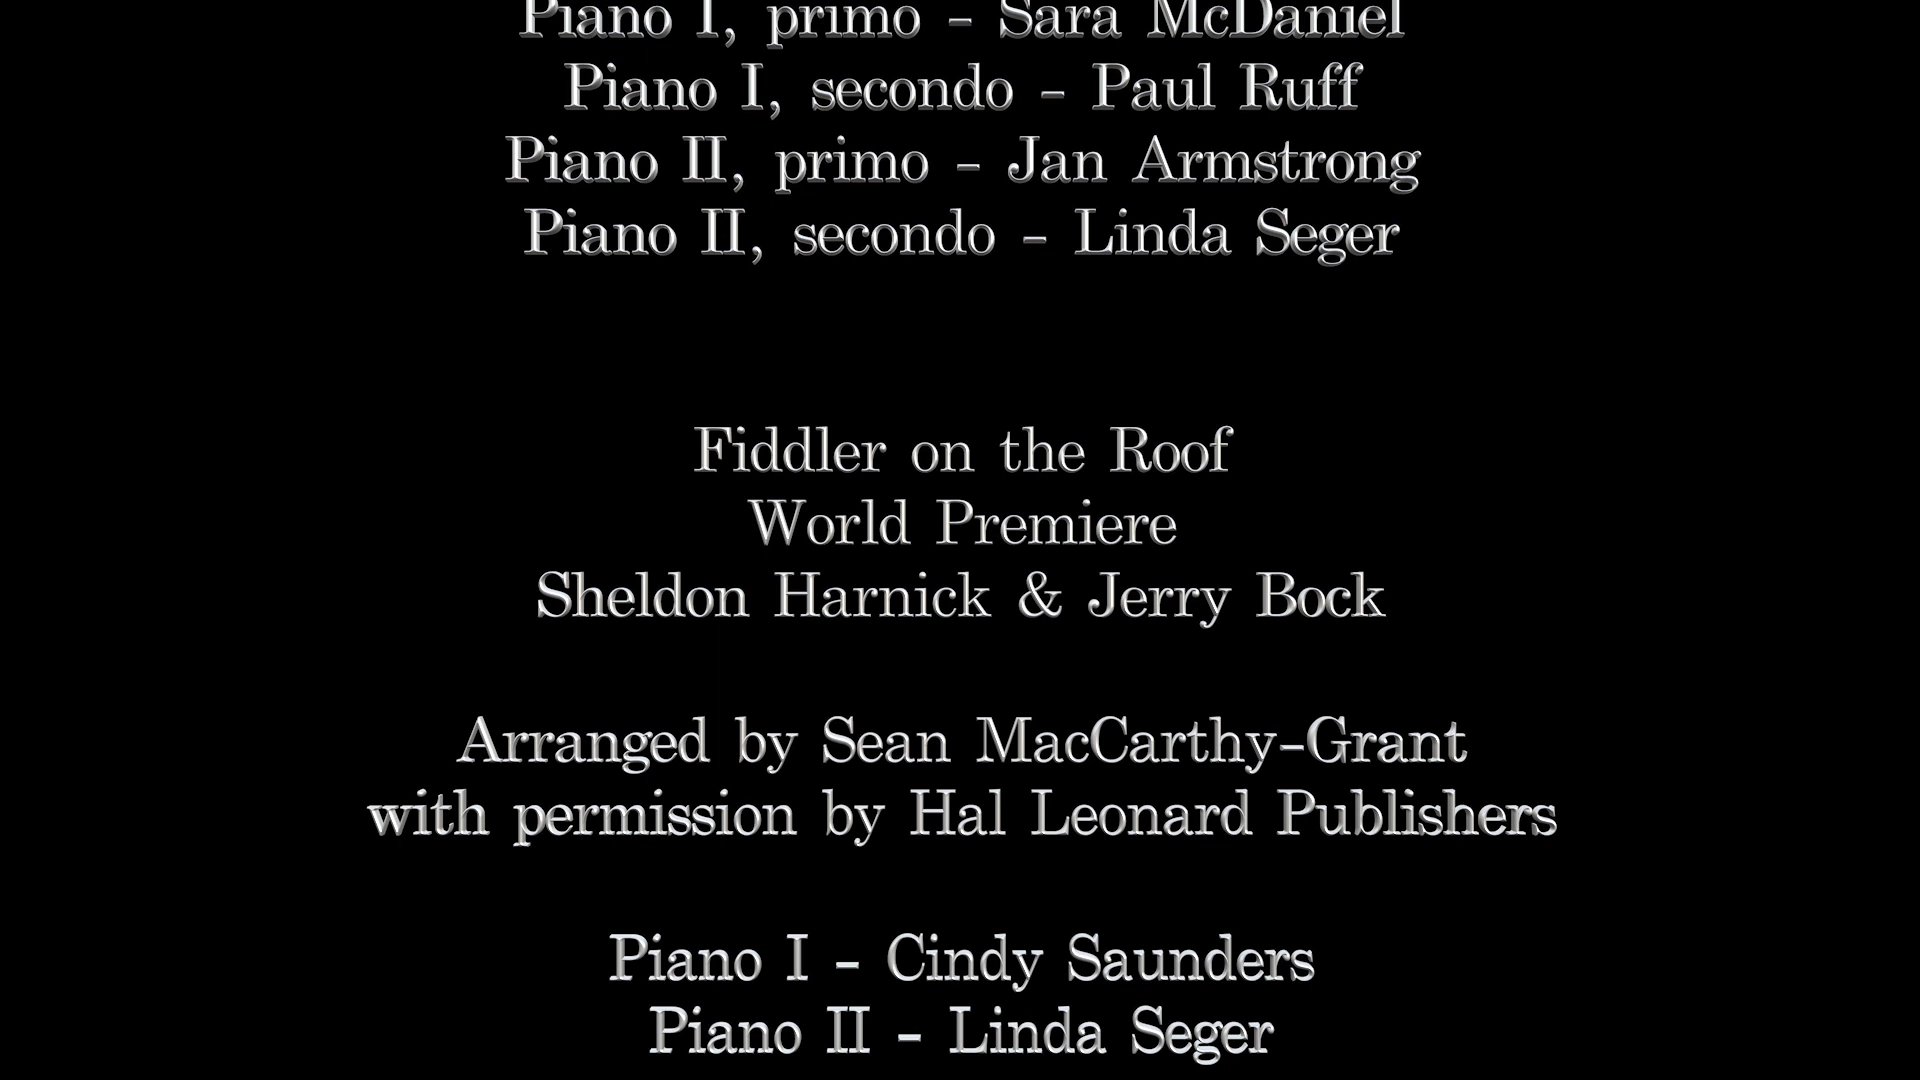 Piano I, primo - Sara McDaniel
Piano I, secondo - Paul Ruff
Piano II, primo - Jan Armstrong
Piano II, secondo - Linda Seger
Fiddler on the Roof
World Premiere
Sheldon Harnick & Jerry Bock
Arranged by Sean MacCarthy-Grant
with permission by Hal Leonard Publishers
Piano I - Cindy Saunders
Piano II - Linda Seger